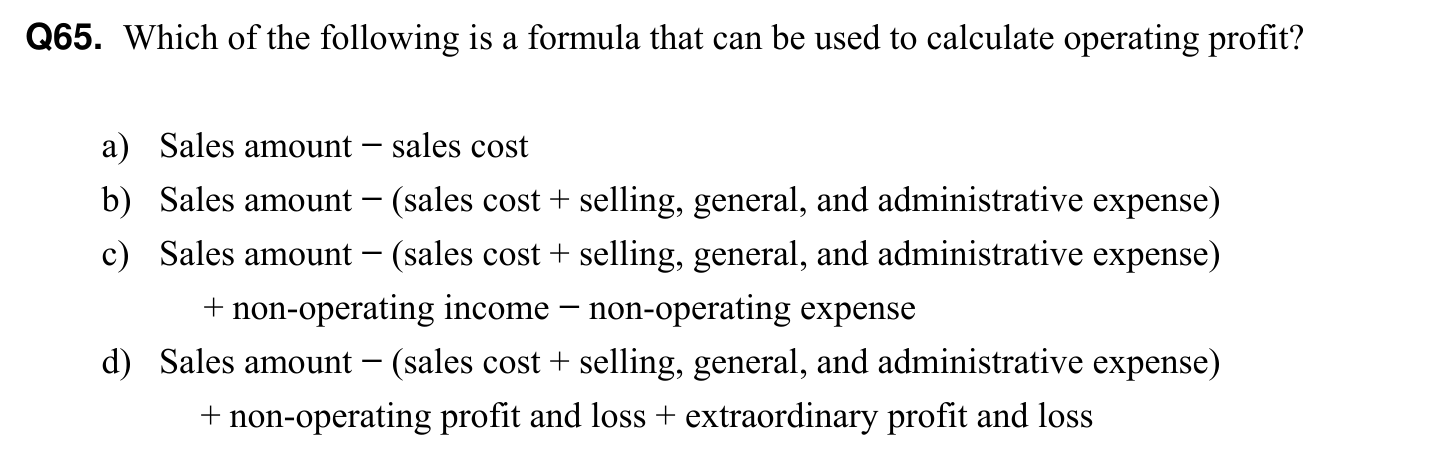 Q65. Which of the following is a formula that can be used to calculate operating profit?
a) Sales amount − sales cost
b) Sales amount − (sales cost + selling, general, and administrative expense)
c) Sales amount − (sales cost + selling, general, and administrative expense)
+ non-operating income − non-operating expense
d) Sales amount − (sales cost + selling, general, and administrative expense)
+ non-operating profit and loss + extraordinary profit and loss